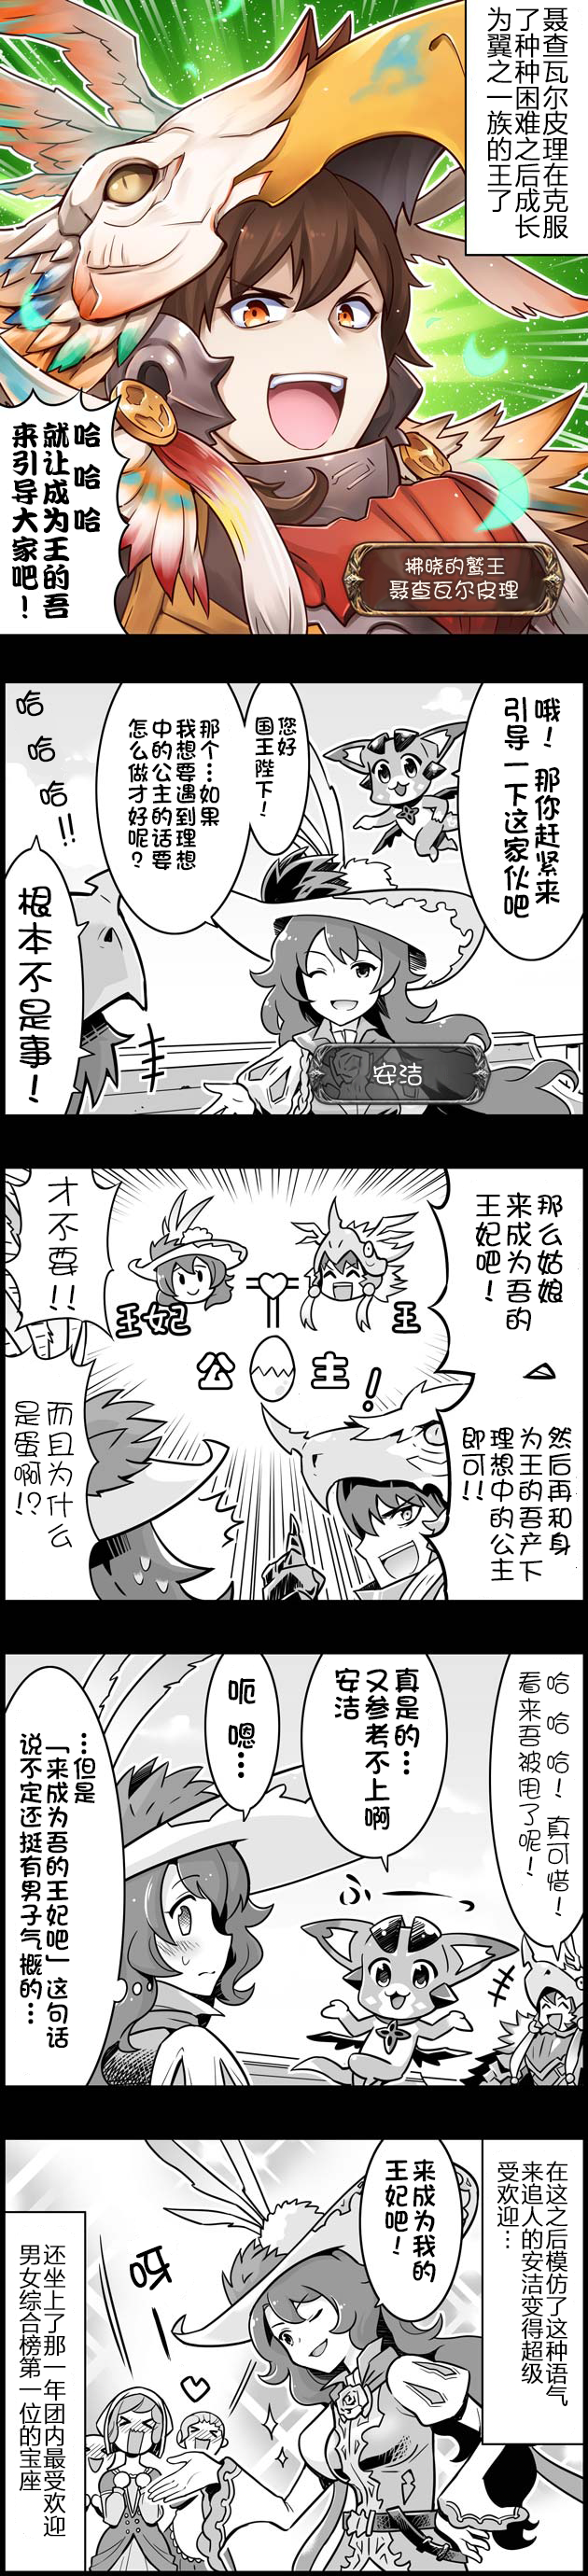 聂查瓦尔皮理在克服
了种种困难之后成长
为翼之一族的王了
哈哈哈
就让成为王的吾
来引导大家吧！
拂晓的鹫王
聂查瓦尔皮理
哦！那你赶紧来
引导一下这家伙吧
您好
国王陛下！
那个…如果
我想要遇到理想
中的公主的话要
怎么做才好呢？
安洁
哈哈哈!!
根本不是事！
那么姑娘
来成为吾的
王妃吧！
王
王妃
公主！
然后再和身
为王的吾产下
理想中的公主
即可!!
才不要!!
而且为什么
是蛋啊!?
哈哈哈！真可惜！
看来吾被甩了呢！
真是的…
又参考不上啊
安洁
ふーっ
呃嗯…
…但是
「来成为吾的王妃吧」这句话
说不定还挺有男子气概的…
在这之后模仿了这种语气
来追人的安洁变得超级
受欢迎…
来成为我的
王妃吧！
呀
还坐上了那一年团内最受欢迎
男女综合榜第一位的宝座